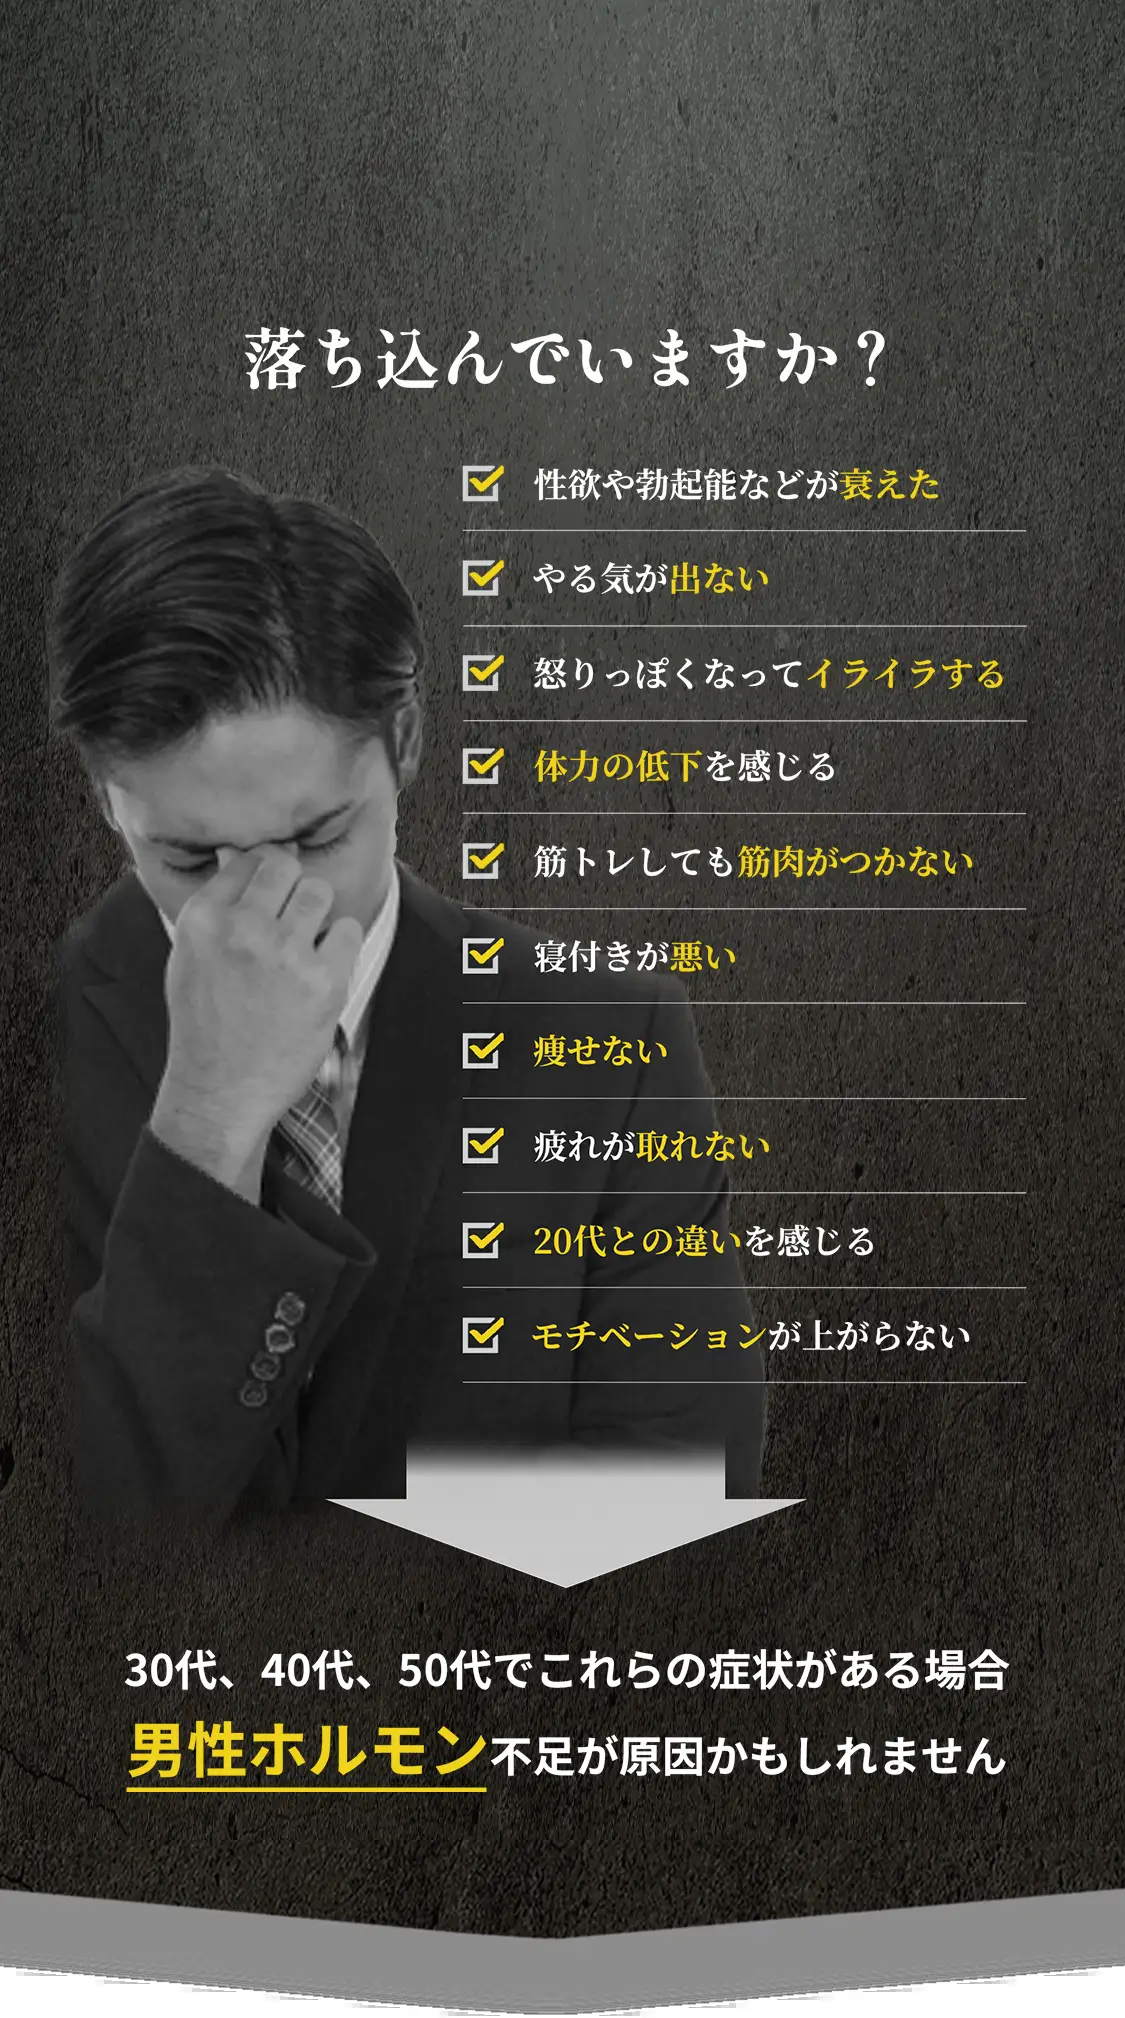 落ち込んでいますか？
性欲や勃起能などが衰えた
やる気が出ない
怒りっぽくなってイライラする
体力の低下を感じる
筋トレしても筋肉がつかない
寝付きが悪い
痩せない
疲れが取れない
20代との違いを感じる
モチベーションが上がらない
30代、40代、50代でこれらの症状がある場合
男性ホルモン不足が原因かもしれません